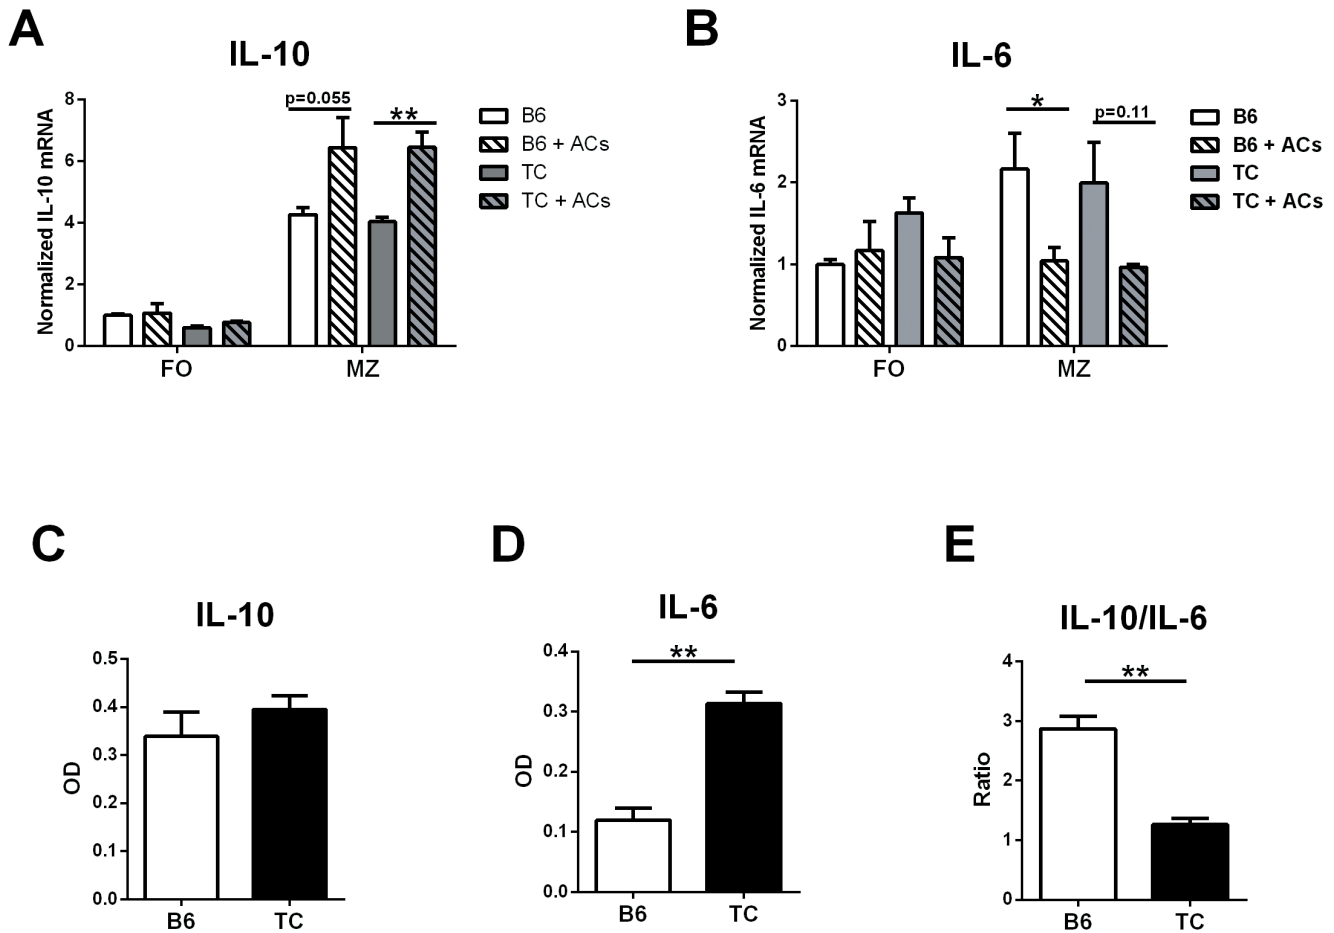 A
IL-10
Normalized IL-10 mRNA
8
6
4
2
0
p=0.055
**
FO
MZ
B6
B6 + ACs
TC
TC + ACs
B
IL-6
Normalized IL-6 mRNA
3
2
1
0
*
p=0.11
FO
MZ
B6
B6 + ACs
TC
TC + ACs
C
IL-10
OD
0.5
0.4
0.3
0.2
0.1
0.0
B6
TC
D
IL-6
OD
0.4
0.3
0.2
0.1
0.0
**
B6
TC
E
IL-10/IL-6
Ratio
4
3
2
1
0
**
B6
TC